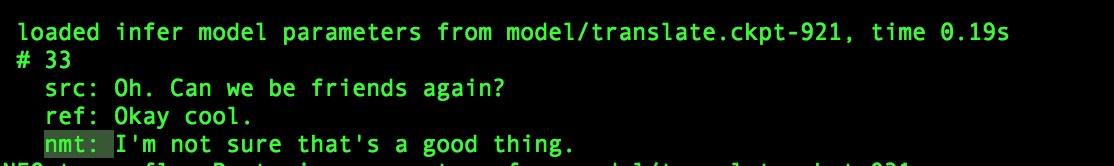 loaded infer model parameters from model/translate.ckpt-921, time 0.19s
# 33
src: Oh. Can we be friends again?
ref: Okay cool.
nmt: I'm not sure that's a good thing.